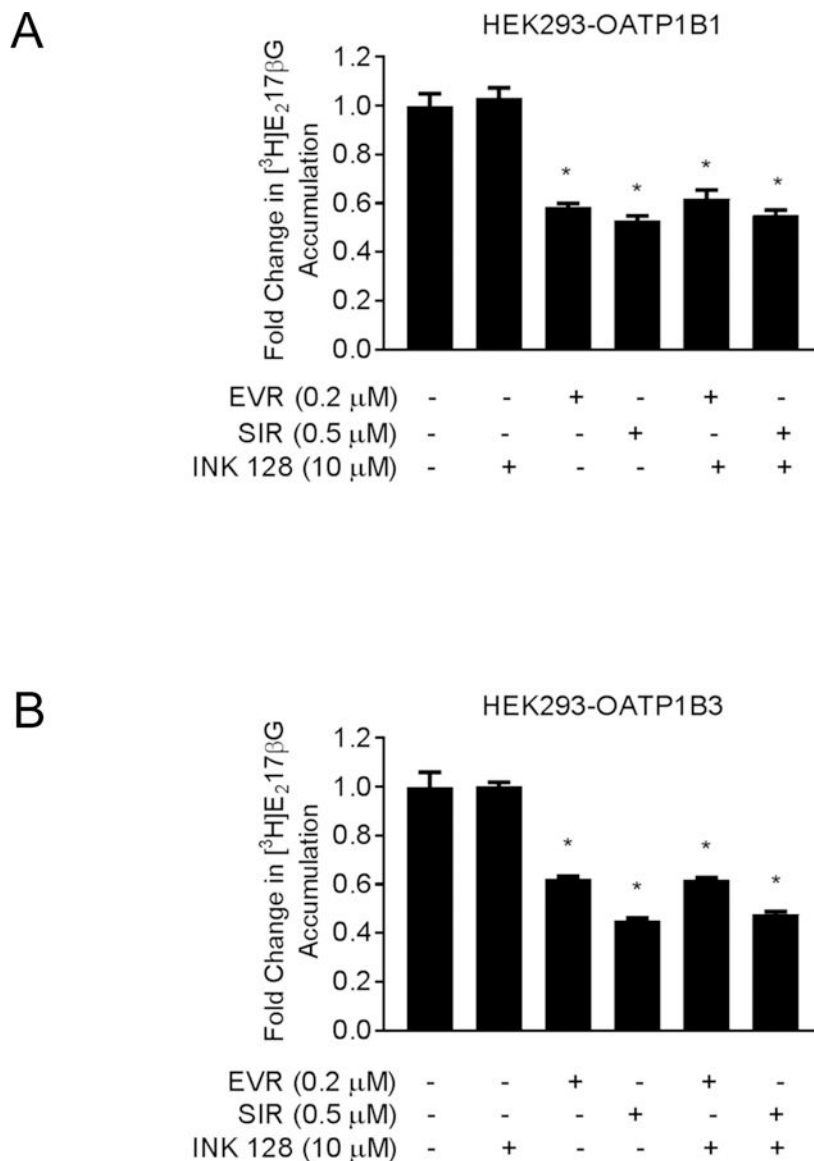 A
HEK293-OATP1B1
Fold Change in [³H]E₂17βG
Accumulation
1.2
1.0
0.8
0.6
0.4
0.2
0.0
* * * *
EVR (0.2 μM) - - + - + -
SIR (0.5 μM) - - - + - +
INK 128 (10 μM) - + - - + +
B
HEK293-OATP1B3
Fold Change in [³H]E₂17βG
Accumulation
1.2
1.0
0.8
0.6
0.4
0.2
0.0
* * * *
EVR (0.2 μM) - - + - + -
SIR (0.5 μM) - - - + - +
INK 128 (10 μM) - + - - + +